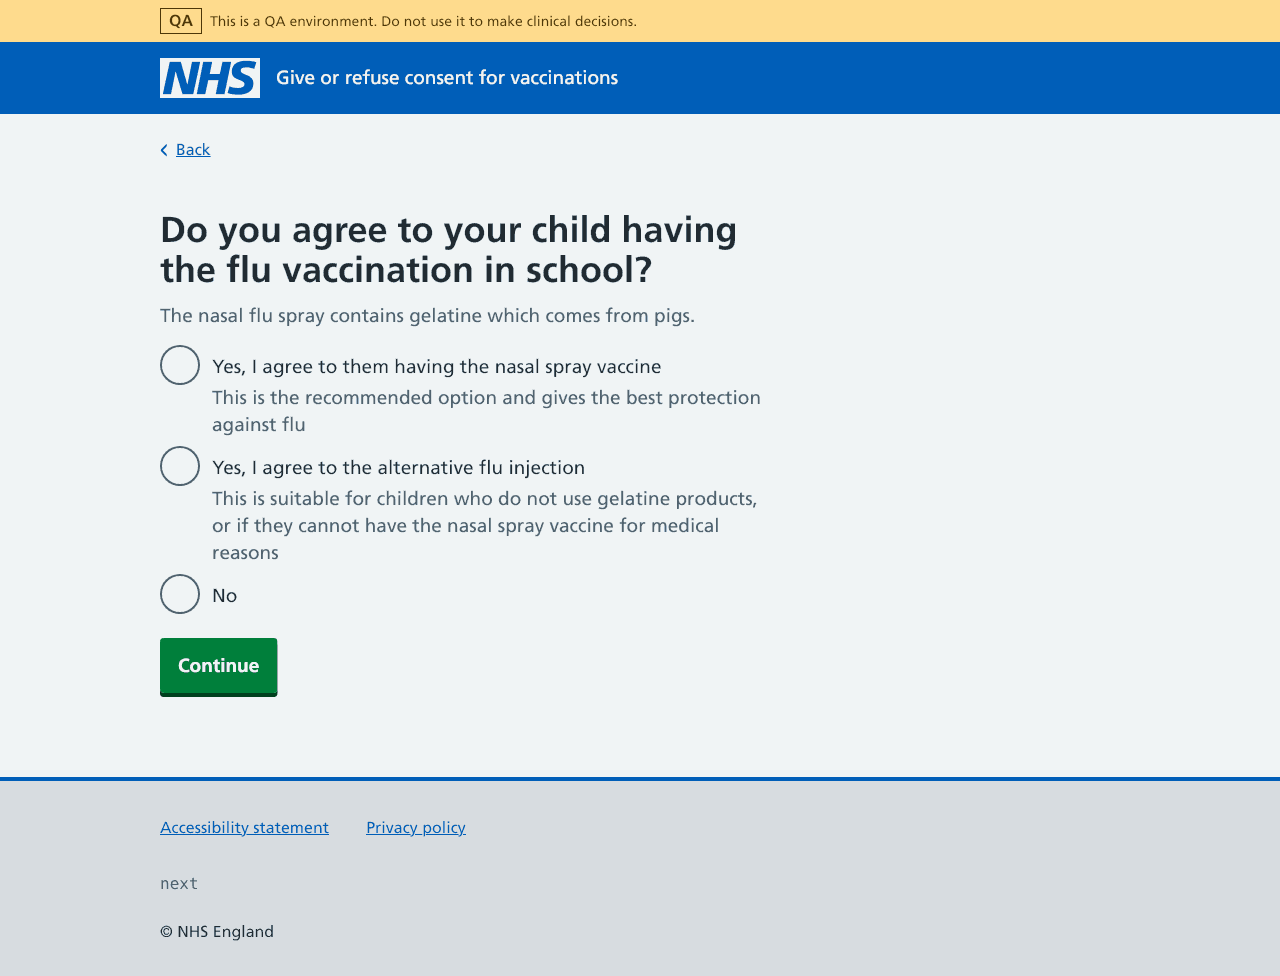 QA This is a QA environment. Do not use it to make clinical decisions.
NHS Give or refuse consent for vaccinations
Back
Do you agree to your child having
the flu vaccination in school?
The nasal flu spray contains gelatine which comes from pigs.
Yes, I agree to them having the nasal spray vaccine
This is the recommended option and gives the best protection
against flu
Yes, I agree to the alternative flu injection
This is suitable for children who do not use gelatine products,
or if they cannot have the nasal spray vaccine for medical
reasons
No
Continue
Accessibility statement Privacy policy
next
© NHS England